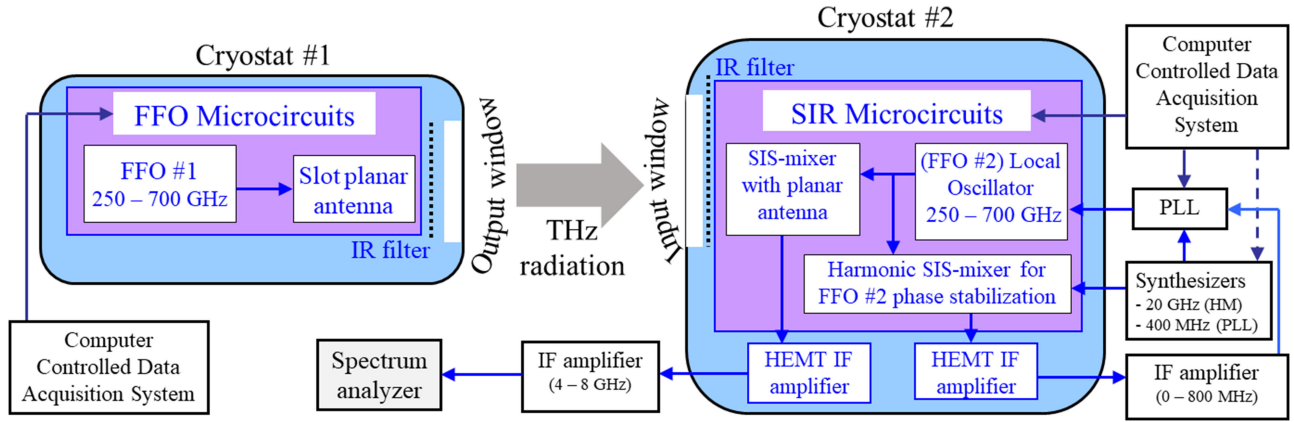 Cryostat #1
FFO Microcircuits
FFO #1
250 – 700 GHz
Slot planar
antenna
IR filter
Output window
Computer
Controlled Data
Acquisition System
THz
radiation
Cryostat #2
IR filter
Input window
SIR Microcircuits
SIS-mixer
with planar
antenna
(FFO #2) Local
Oscillator
250 – 700 GHz
Harmonic SIS-mixer for
FFO #2 phase stabilization
HEMT IF
amplifier
HEMT IF
amplifier
Computer
Controlled Data
Acquisition
System
PLL
Synthesizers
- 20 GHz (HM)
- 400 MHz (PLL)
IF amplifier
(0 – 800 MHz)
IF amplifier
(4 – 8 GHz)
Spectrum
analyzer